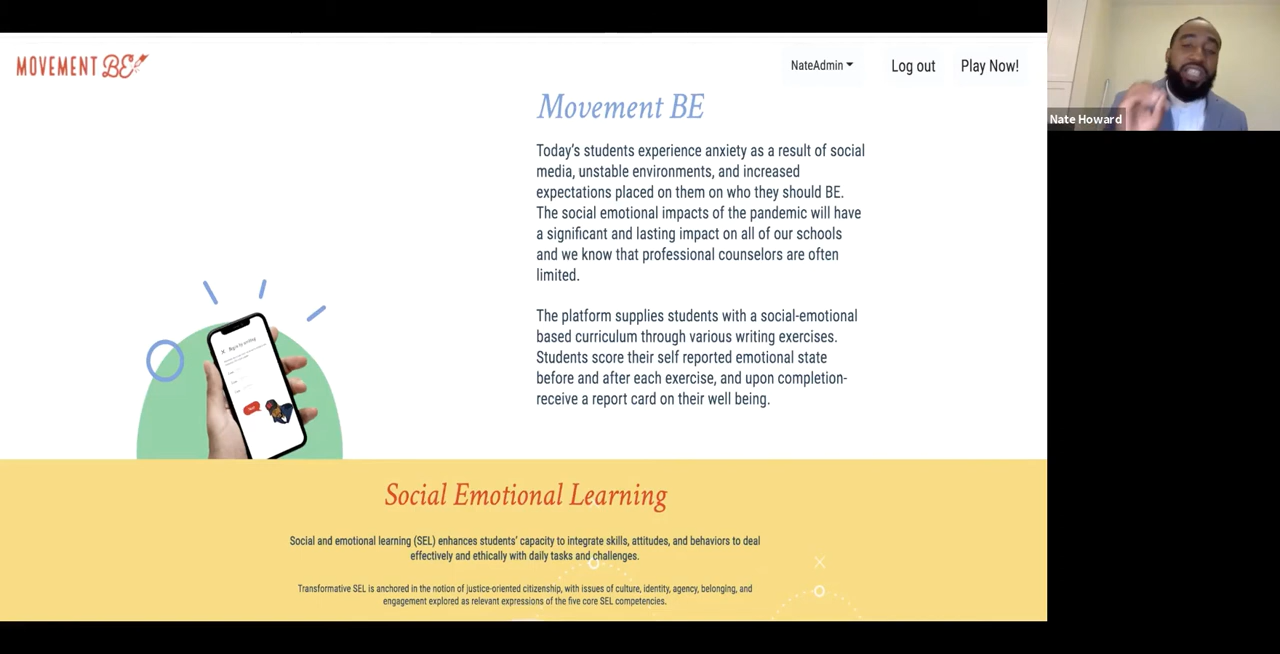 MOVEMENT BE
NateAdmin
Log out
Play Now!
Nate Howard
Movement BE
Today's students experience anxiety as a result of social
media, unstable environments, and increased
expectations placed on them on who they should BE.
The social emotional impacts of the pandemic will have
a significant and lasting impact on all of our schools
and we know that professional counselors are often
limited.
The platform supplies students with a social-emotional
based curriculum through various writing exercises.
Students score their self reported emotional state
before and after each exercise, and upon completion-
receive a report card on their well being.
Social Emotional Learning
Social and emotional learning (SEL) enhances students' capacity to integrate skills, attitudes, and behaviors to deal
effectively and ethically with daily tasks and challenges.
Transformative SEL is anchored in the notion of justice-oriented citizenship, with issues of culture, identity, agency, belonging, and
engagement explored as relevant expressions of the five core SEL competencies.